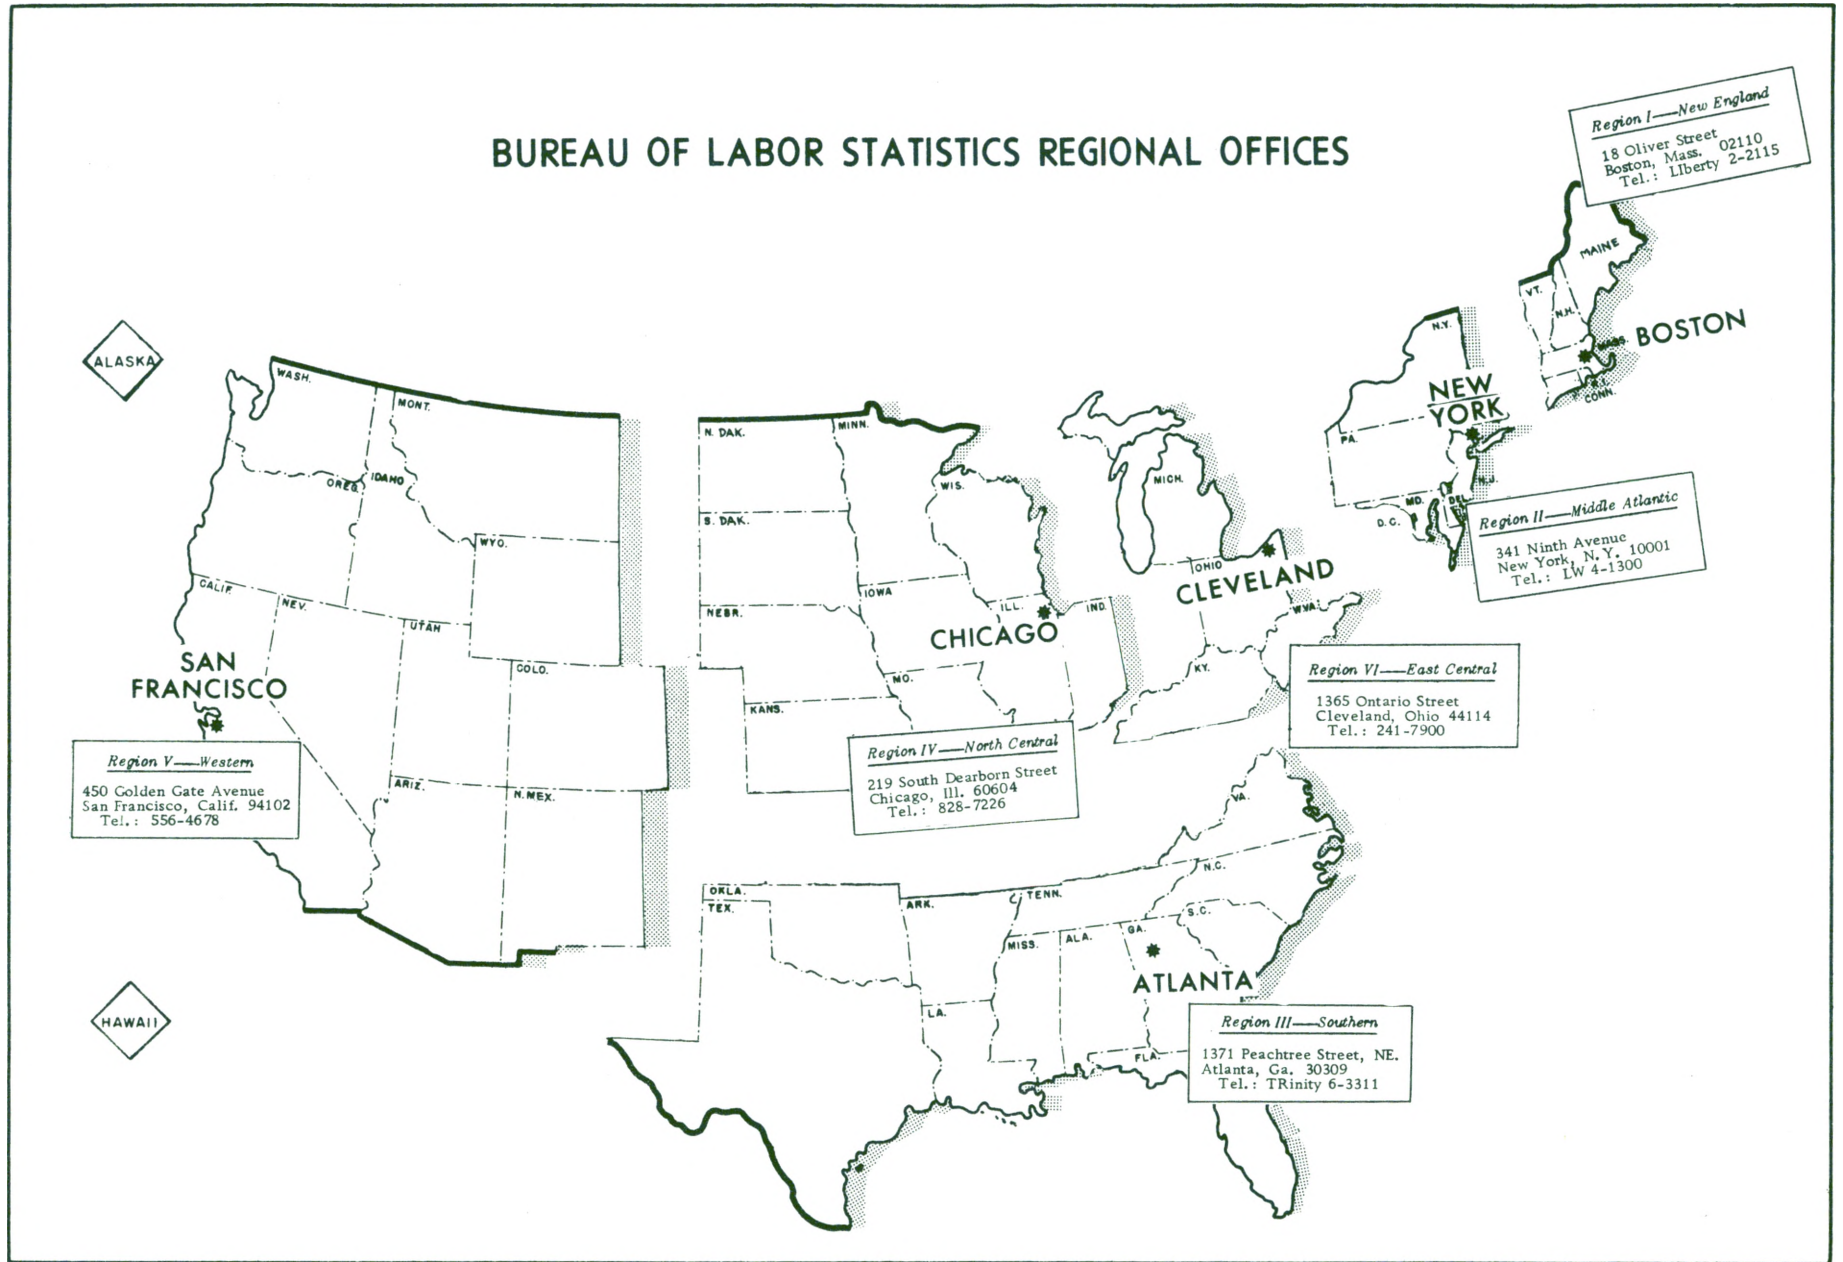 BUREAU OF LABOR STATISTICS REGIONAL OFFICES
Region I—New England
18 Oliver Street
Boston, Mass. 02110
Tel.: LIberty 2-2115
MAINE
VT.
N.H.
MASS.
BOSTON
R.I.
CONN.
N.Y.
NEW
YORK
PA.
N.J.
MD.
DEL.
D.C.
Region II—Middle Atlantic
341 Ninth Avenue
New York, N.Y. 10001
Tel.: LW 4-1300
ALASKA
WASH.
MONT.
OREG.
IDAHO
WYO.
CALIF.
NEV.
UTAH
COLO.
SAN
FRANCISCO
Region V—Western
450 Golden Gate Avenue
San Francisco, Calif. 94102
Tel.: 556-4678
ARIZ.
N.MEX.
HAWAII
N. DAK.
MINN.
WIS.
S. DAK.
IOWA
NEBR.
ILL.
IND.
CHICAGO
MO.
KANS.
Region IV—North Central
219 South Dearborn Street
Chicago, Ill. 60604
Tel.: 828-7226
MICH.
OHIO
CLEVELAND
W.VA.
KY.
Region VI—East Central
1365 Ontario Street
Cleveland, Ohio 44114
Tel.: 241-7900
VA.
N.C.
OKLA.
TEX.
ARK.
TENN.
S.C.
MISS.
ALA.
GA.
ATLANTA
LA.
FLA.
Region III—Southern
1371 Peachtree Street, NE.
Atlanta, Ga. 30309
Tel.: TRinity 6-3311